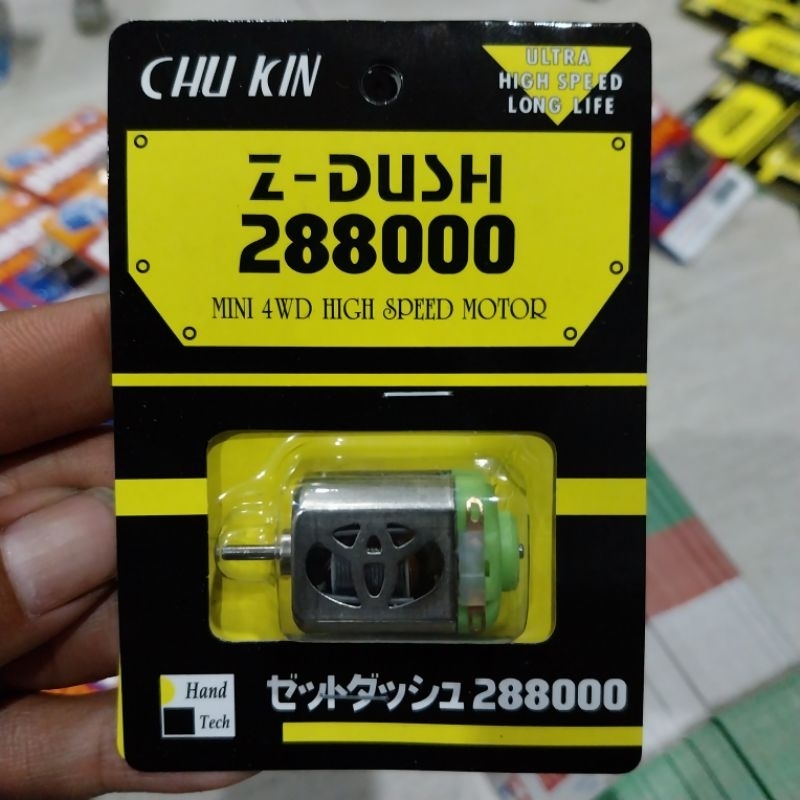 CHU KIN
ULTRA
HIGH SPEED
LONG LIFE
Z-DUSH
288000
MINI 4WD HIGH SPEED MOTOR
Hand
Tech
ゼットダッシュ 288000